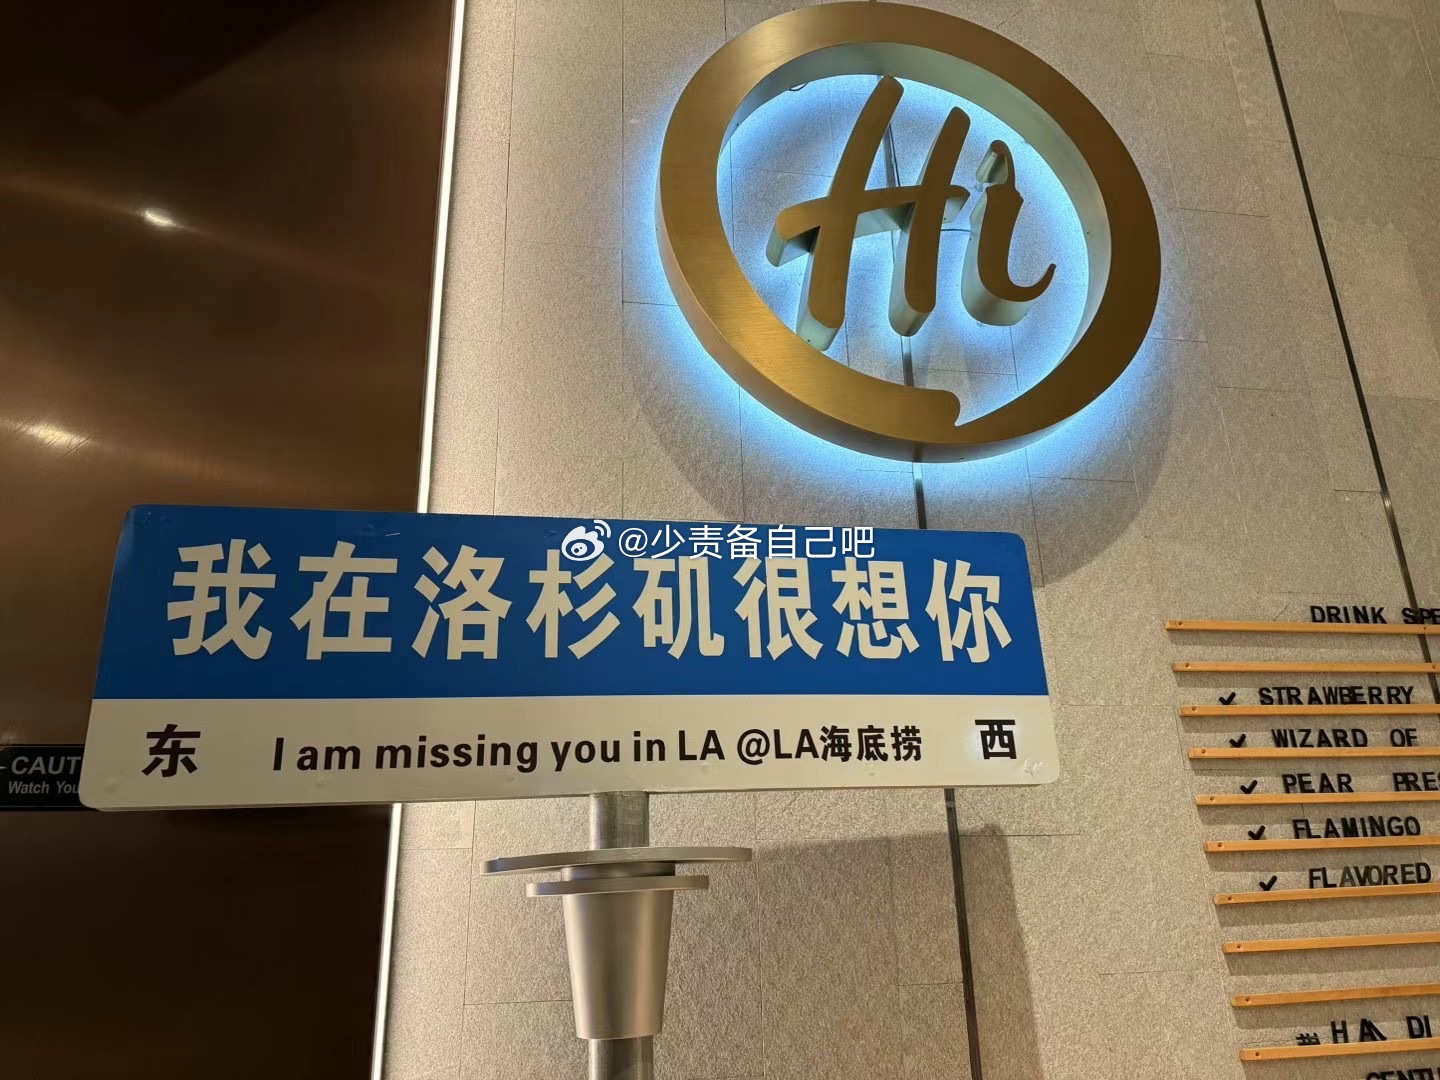 Hi
@少责备自己吧
我在洛杉矶很想你
东 I am missing you in LA @LA海底捞 西
CAUT
Watch You
DRINK SPE
STRAWBERRY
WIZARD OF
PEAR PRES
FLAMINGO
FLAVORED